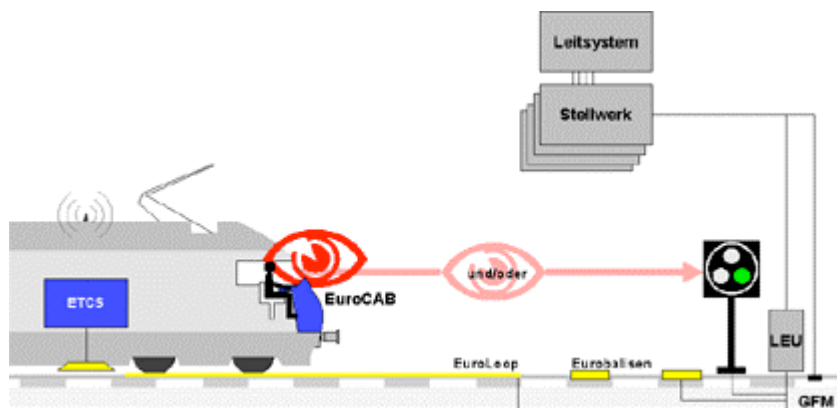 Leitsystem
Stellwerk
und/oder
ETCS
EuroCAB
LEU
EuroLoop
Eurobalisen
GFM